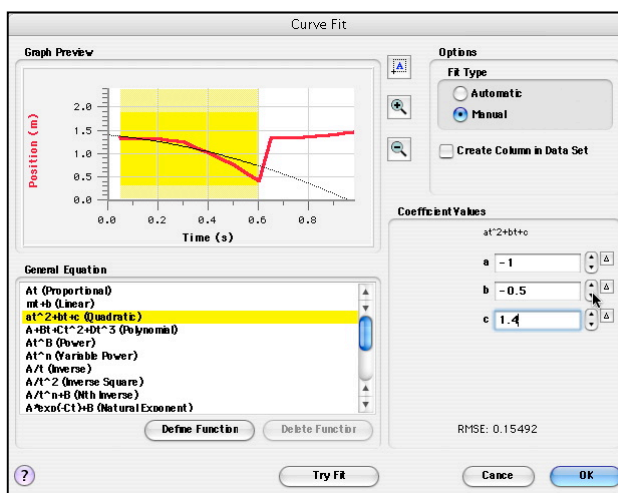 Curve Fit
Graph Preview
Position (m)
2.0
1.5
1.0
0.5
0.0
0.0 0.2 0.4 0.6 0.8
Time (s)
A
Options
Fit Type
Automatic
Manual
Create Column in Data Set
General Equation
At (Proportional)
mt+b (Linear)
at^2+bt+c (Quadratic)
A+Bt+Ct^2+Dt^3 (Polynomial)
At^B (Power)
At^n (Variable Power)
A/t (Inverse)
A/t^2 (Inverse Square)
A/t^n+B (Nth Inverse)
A*exp(-Ct)+B (Natural Exponent)
Define Function Delete Function
Coefficient Values
at^2+bt+c
a -1 Δ
b -0.5 Δ
c 1.4 Δ
RMSE: 0.15492
? Try Fit Cance OK